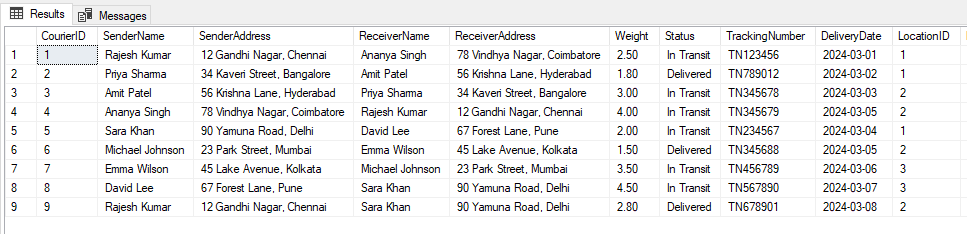 Results Messages
CourierID SenderName SenderAddress ReceiverName ReceiverAddress Weight Status TrackingNumber DeliveryDate LocationID
1 1 Rajesh Kumar 12 Gandhi Nagar, Chennai Ananya Singh 78 Vindhya Nagar, Coimbatore 2.50 In Transit TN123456 2024-03-01 1
2 2 Priya Sharma 34 Kaveri Street, Bangalore Amit Patel 56 Krishna Lane, Hyderabad 1.80 Delivered TN789012 2024-03-02 1
3 3 Amit Patel 56 Krishna Lane, Hyderabad Priya Sharma 34 Kaveri Street, Bangalore 3.00 In Transit TN345678 2024-03-03 2
4 4 Ananya Singh 78 Vindhya Nagar, Coimbatore Rajesh Kumar 12 Gandhi Nagar, Chennai 4.00 In Transit TN345679 2024-03-05 2
5 5 Sara Khan 90 Yamuna Road, Delhi David Lee 67 Forest Lane, Pune 2.00 In Transit TN234567 2024-03-04 1
6 6 Michael Johnson 23 Park Street, Mumbai Emma Wilson 45 Lake Avenue, Kolkata 1.50 Delivered TN345688 2024-03-05 2
7 7 Emma Wilson 45 Lake Avenue, Kolkata Michael Johnson 23 Park Street, Mumbai 3.50 In Transit TN456789 2024-03-06 3
8 8 David Lee 67 Forest Lane, Pune Sara Khan 90 Yamuna Road, Delhi 4.50 In Transit TN567890 2024-03-07 3
9 9 Rajesh Kumar 12 Gandhi Nagar, Chennai Sara Khan 90 Yamuna Road, Delhi 2.80 Delivered TN678901 2024-03-08 2